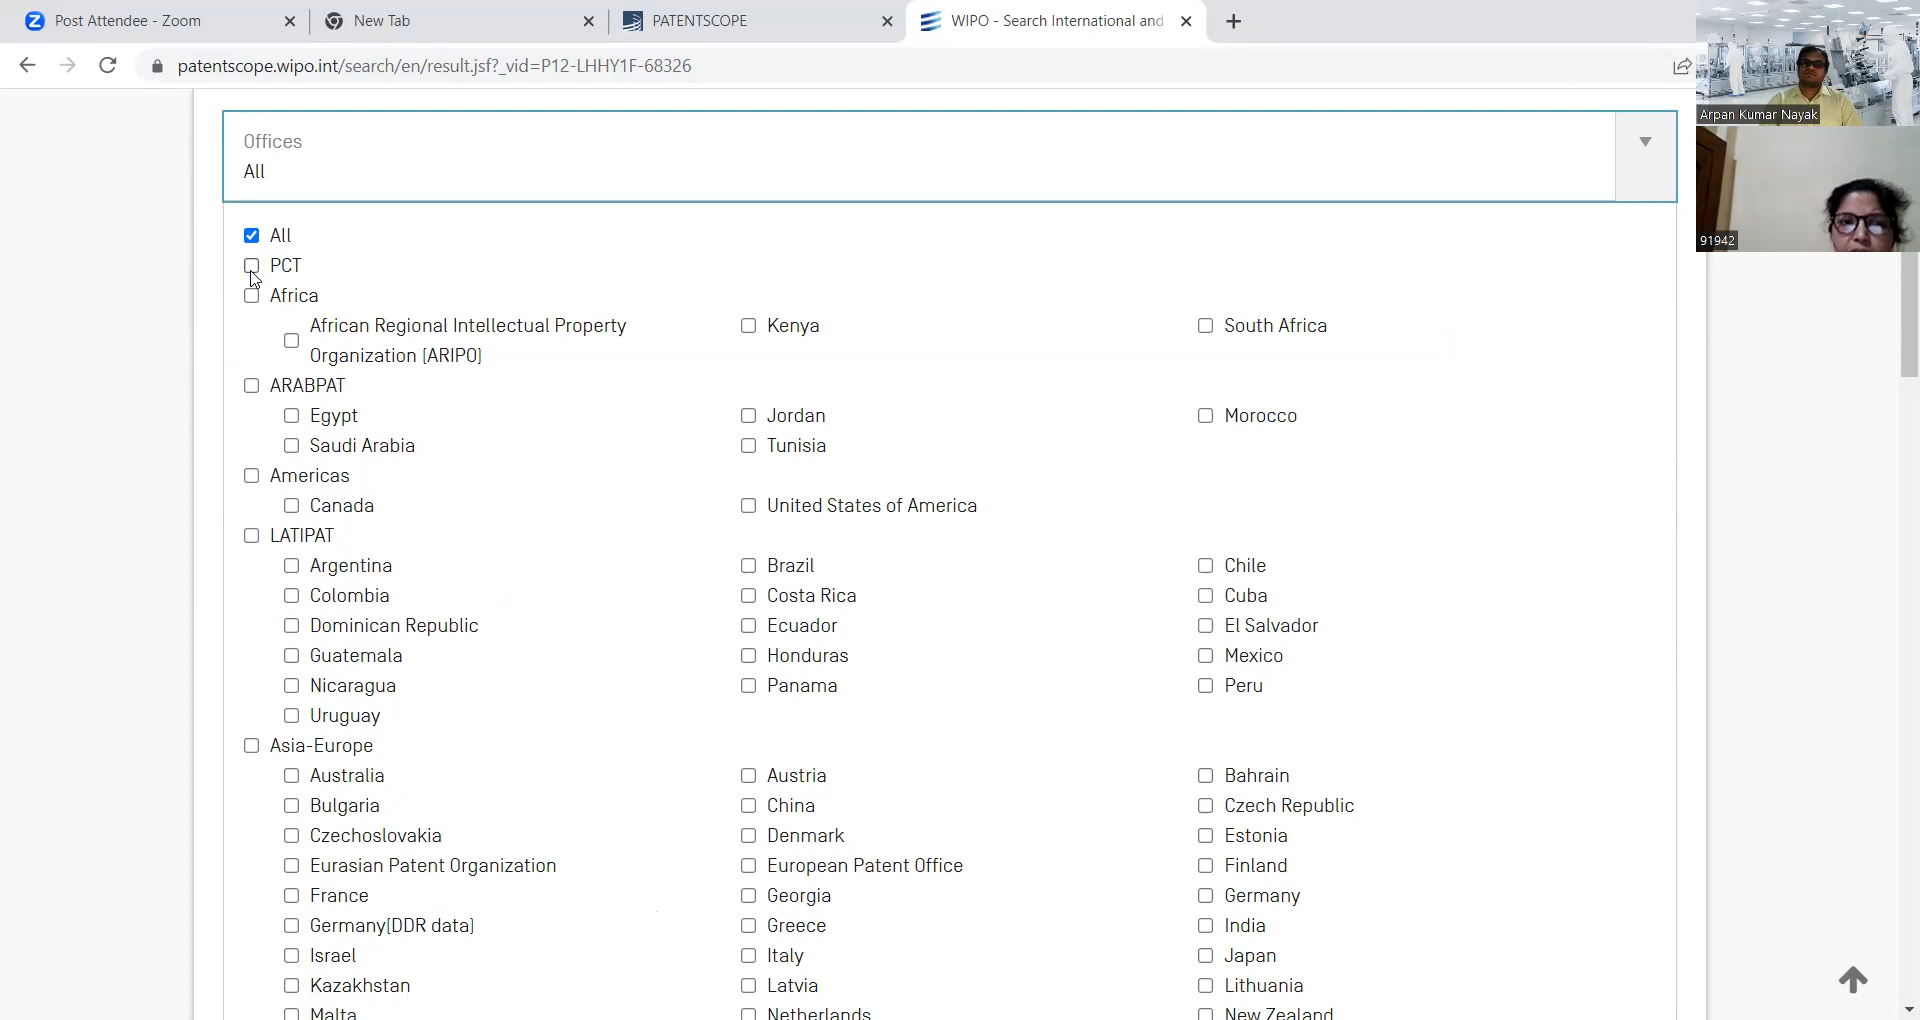 Post Attendee - Zoom
New Tab
PATENTSCOPE
WIPO - Search International and
patentscope.wipo.int/search/en/result.jsf?_vid=P12-LHHY1F-68326
Arpan Kumar Nayak
91942
Offices
All
All
PCT
Africa
African Regional Intellectual Property Organization (ARIPO)
Kenya
South Africa
ARABPAT
Egypt
Jordan
Morocco
Saudi Arabia
Tunisia
Americas
Canada
United States of America
LATIPAT
Argentina
Brazil
Chile
Colombia
Costa Rica
Cuba
Dominican Republic
Ecuador
El Salvador
Guatemala
Honduras
Mexico
Nicaragua
Panama
Peru
Uruguay
Asia-Europe
Australia
Austria
Bahrain
Bulgaria
China
Czech Republic
Czechoslovakia
Denmark
Estonia
Eurasian Patent Organization
European Patent Office
Finland
France
Georgia
Germany
Germany(DDR data)
Greece
India
Israel
Italy
Japan
Kazakhstan
Latvia
Lithuania
Malta
Netherlands
New Zealand